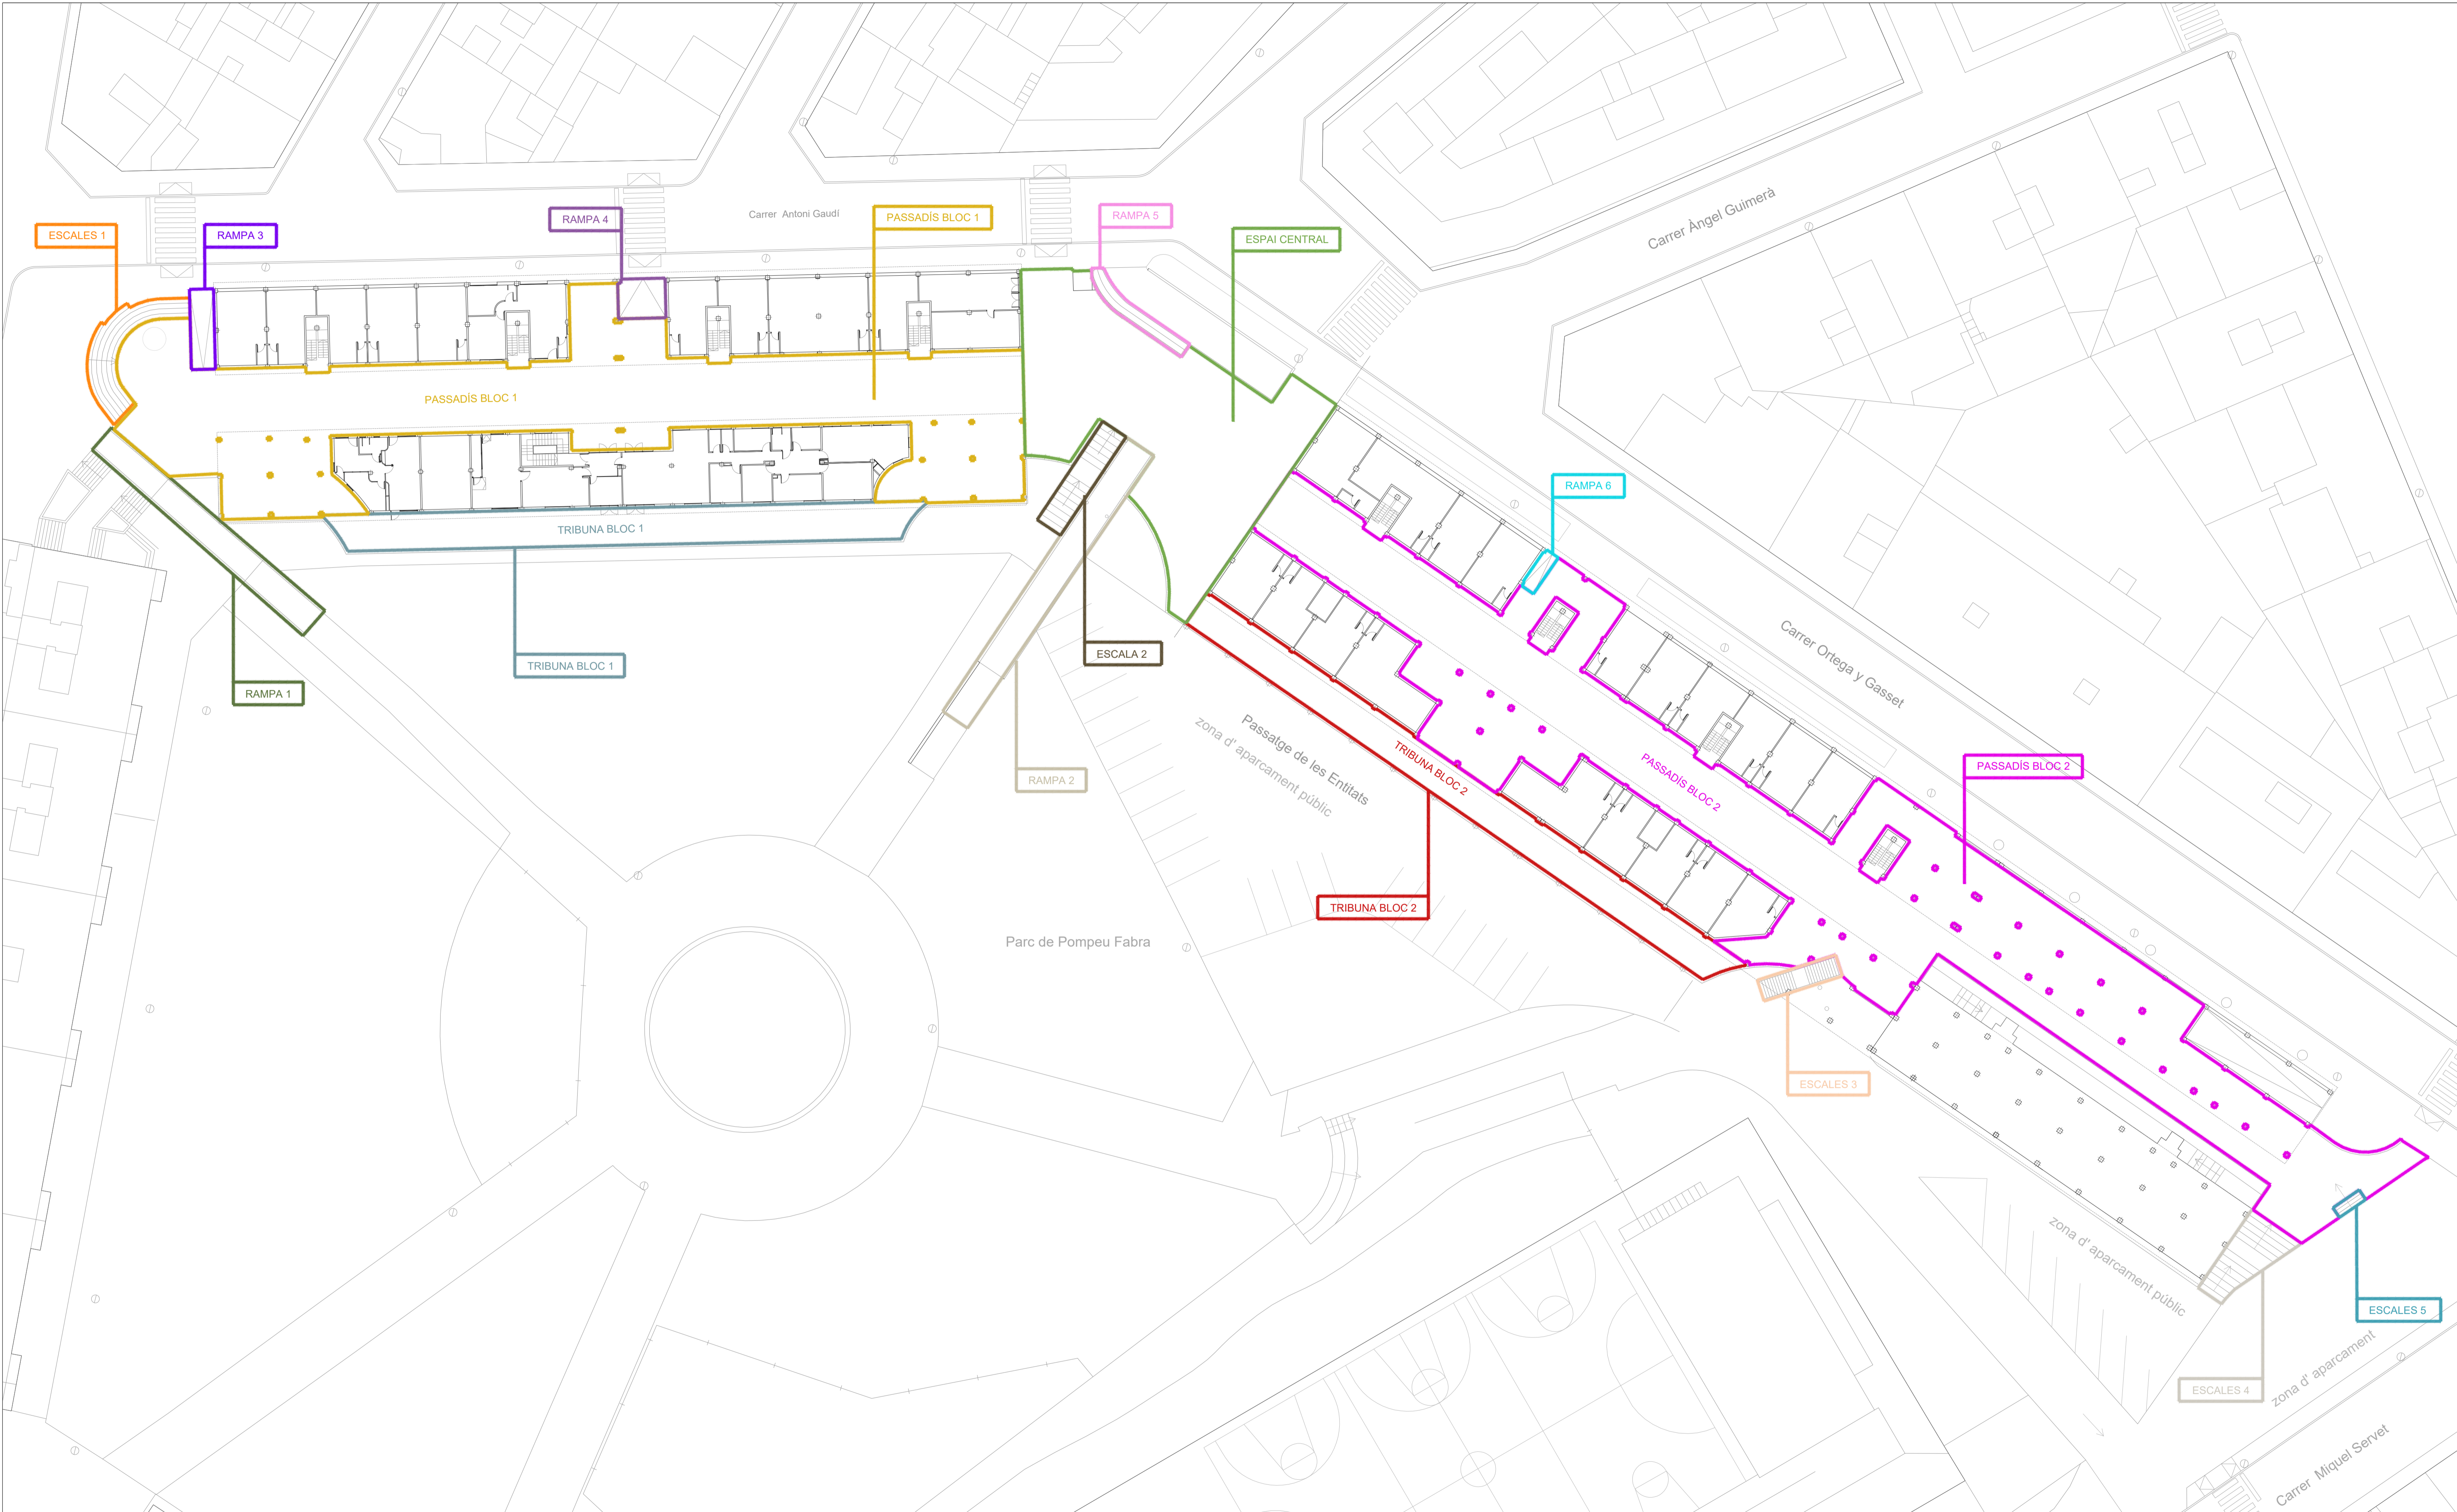 Carrer Àngel Guimerà
Carrer Antoni Gaudí
RAMPA 4
PASSADÍS BLOC 1
RAMPA 5
ESCALES 1
RAMPA 3
ESPAI CENTRAL
PASSADÍS BLOC 1
RAMPA 6
TRIBUNA BLOC 1
TRIBUNA BLOC 1
ESCALA 2
RAMPA 1
Carrer Ortega y Gasset
Passatge de les Entitats
zona d' aparcament públic
TRIBUNA BLOC 2
PASSADÍS BLOC 2
PASSADÍS BLOC 2
RAMPA 2
TRIBUNA BLOC 2
Parc de Pompeu Fabra
ESCALES 3
zona d' aparcament públic
ESCALES 5
zona d' aparcament
ESCALES 4
Carrer Miquel Servet